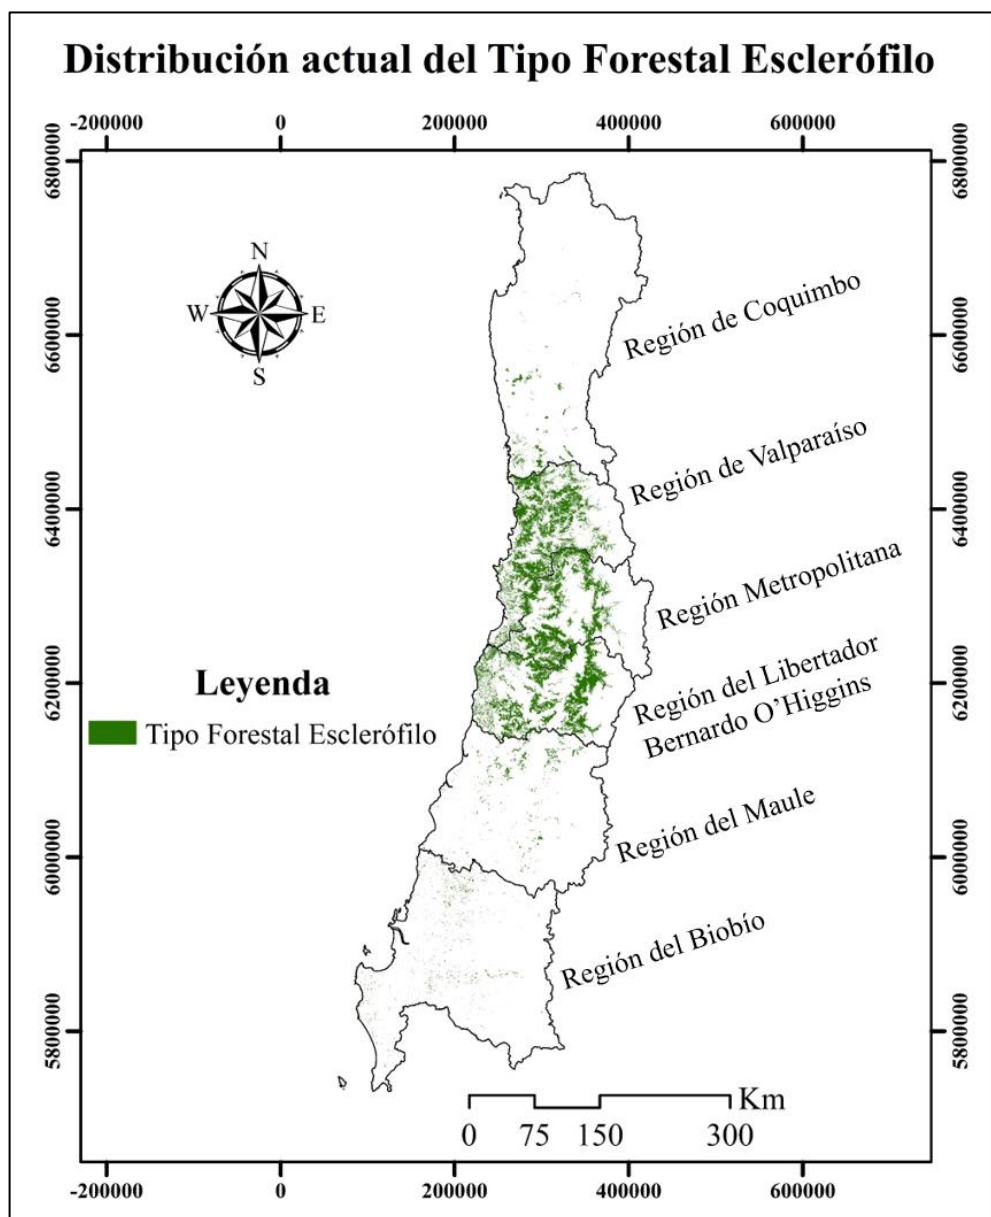 Distribución actual del Tipo Forestal Esclerófilo
-200000 0 200000 400000 600000
6800000 6800000
N
W E
S
Región de Coquimbo
6600000 6600000
Región de Valparaíso
6400000 6400000
Región Metropolitana
Leyenda
Tipo Forestal Esclerófilo
Región del Libertador
Bernardo O’Higgins
6200000 6200000
Región del Maule
6000000 6000000
Región del Biobío
5800000 5800000
Km
0 75 150 300
-200000 0 200000 400000 600000